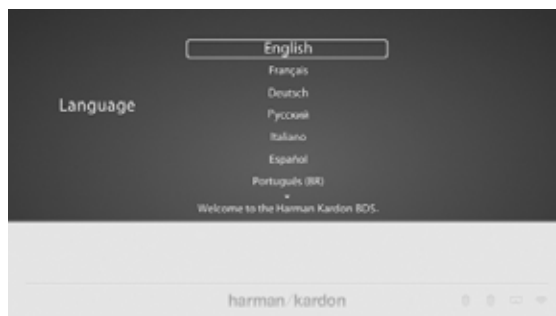 English
Français
Deutsch
Language
Русский
Italiano
Español
Português (BR)
Welcome to the Harman Kardon BDS.
harman/kardon